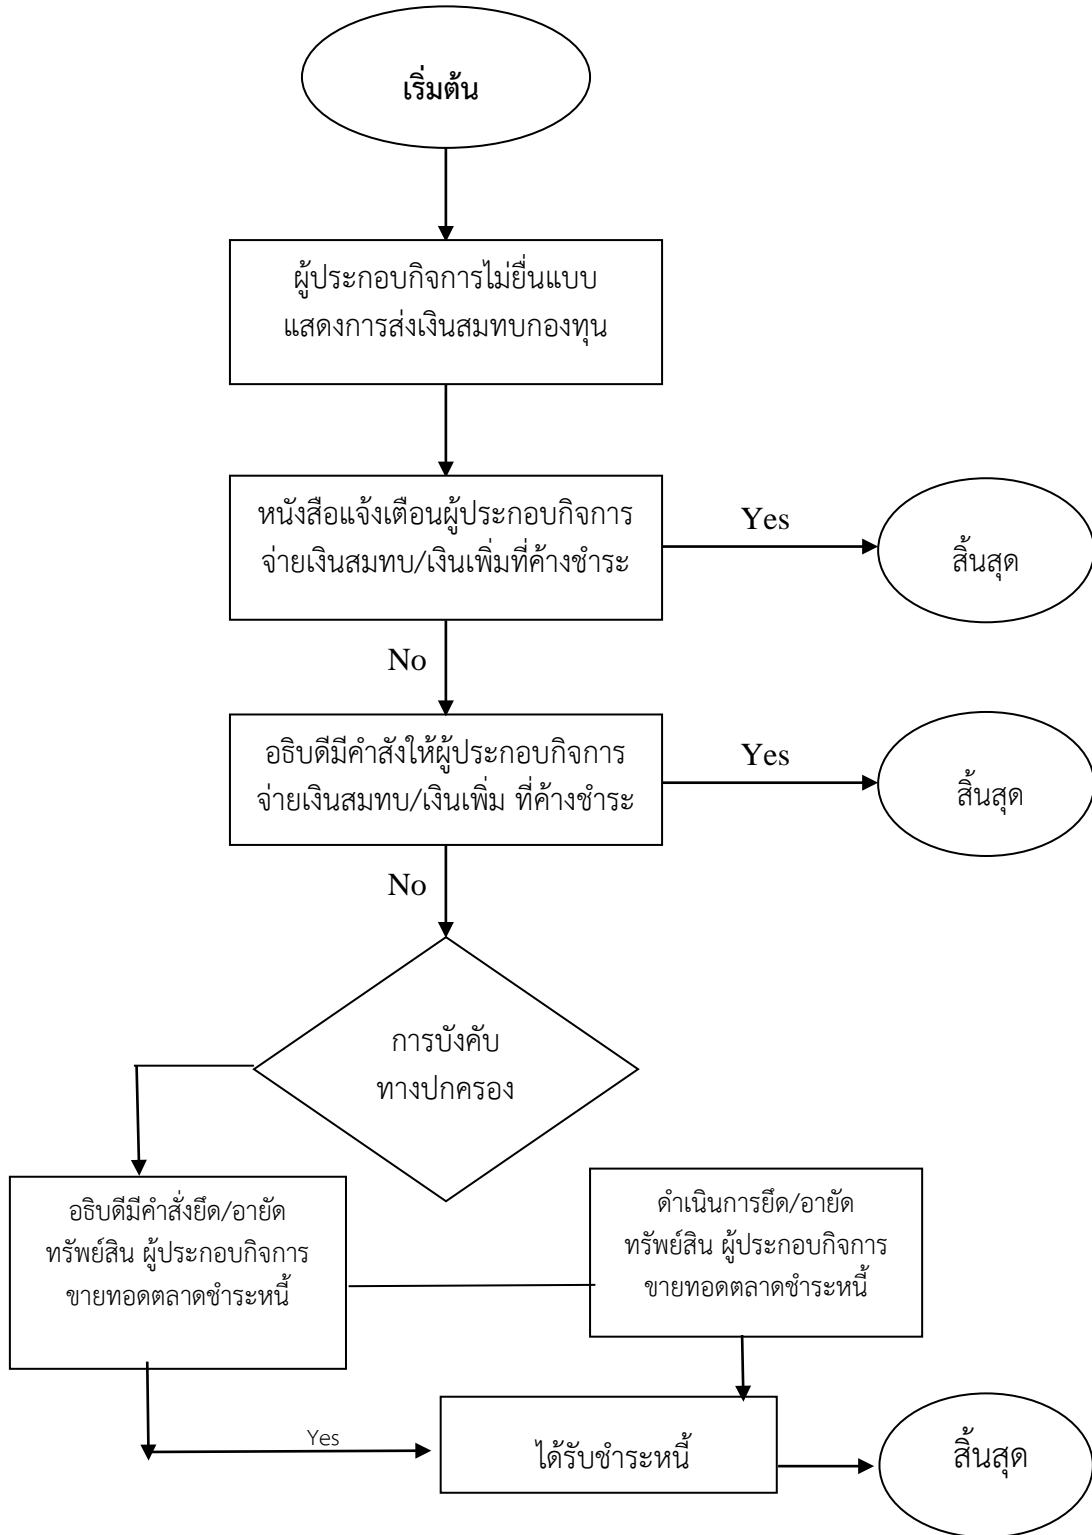 เริ่มต้น
ผู้ประกอบกิจการไม่ยื่นแบบ
แสดงการส่งเงินสมทบกองทุน
หนังสือแจ้งเตือนผู้ประกอบกิจการ
จ่ายเงินสมทบ/เงินเพิ่มที่ค้างชำระ
Yes
สิ้นสุด
No
อธิบดีมีคำสังให้ผู้ประกอบกิจการ
จ่ายเงินสมทบ/เงินเพิ่ม ที่ค้างชำระ
Yes
สิ้นสุด
No
การบังคับ
ทางปกครอง
อธิบดีมีคำสั่งยึด/อายัด
ทรัพย์สิน ผู้ประกอบกิจการ
ขายทอดตลาดชำระหนี้
ดำเนินการยึด/อายัด
ทรัพย์สิน ผู้ประกอบกิจการ
ขายทอดตลาดชำระหนี้
Yes
ได้รับชำระหนี้
สิ้นสุด